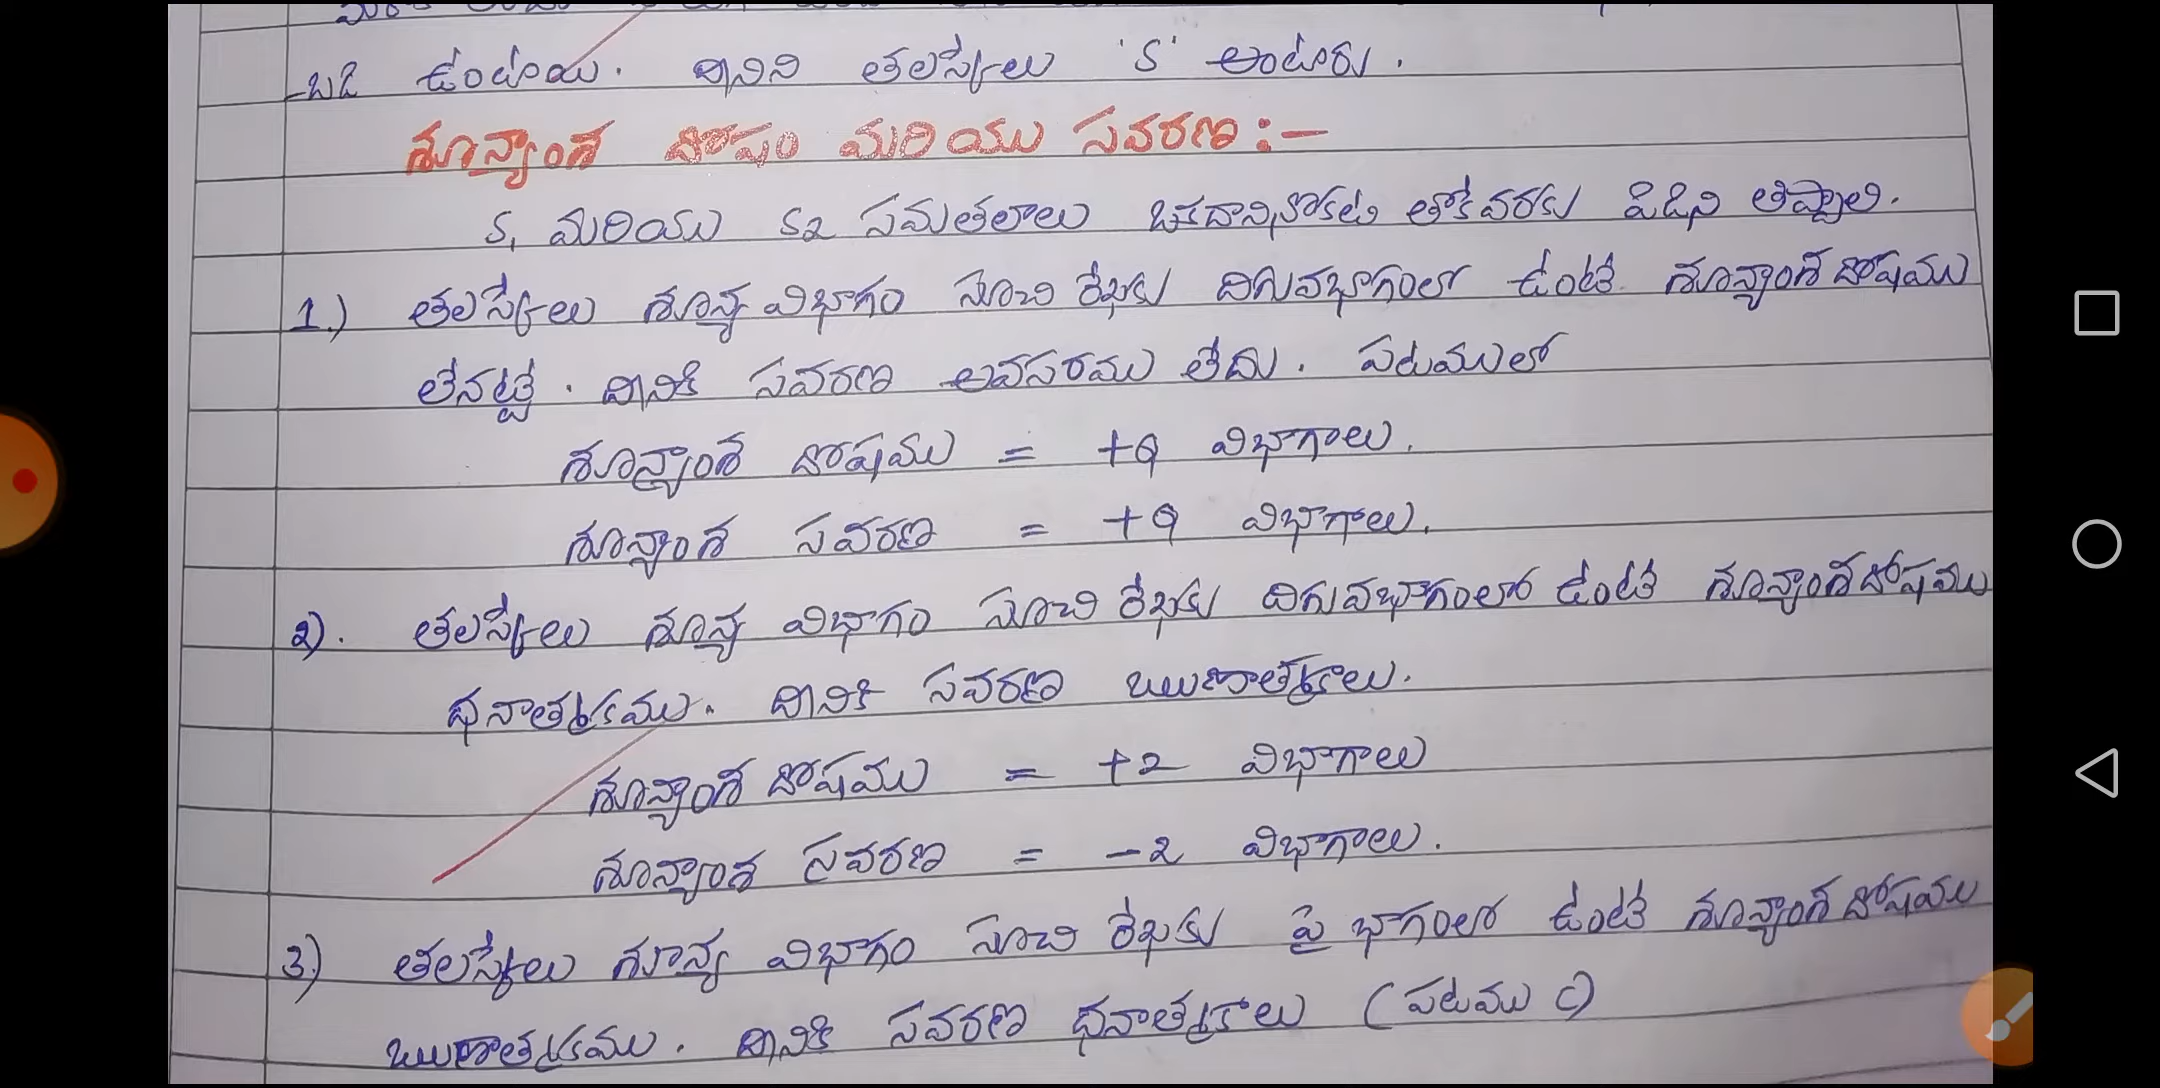 -బడి ఉంటాయి. దీనిని తలస్కేలు 'S' అంటారు.
శూన్యాంశ దోషం మరియు సవరణ :-
S1 మరియు S2 సమతలాలు ఒకదానినొకటి తాకే వరకు పిడిని తిప్పాలి.
1.) తలస్కేలు శూన్య విభాగం సూచి రేఖకు దిగువభాగంలో ఉంటే శూన్యాంశ దోషము
లేనట్టే. దీనికి సవరణ అవసరము లేదు. పటములో
శూన్యాంశ దోషము = +9 విభాగాలు.
శూన్యాంశ సవరణ = +9 విభాగాలు.
2). తలస్కేలు శూన్య విభాగం సూచి రేఖకు దిగువభాగంలో ఉంటే శూన్యాంశ దోషము
ధనాత్మకము. దీనికి సవరణ ఋణాత్మకాలు.
శూన్యాంశ దోషము = +2 విభాగాలు
శూన్యాంశ సవరణ = -2 విభాగాలు.
3) తలస్కేలు శూన్య విభాగం సూచి రేఖకు పై భాగంలో ఉంటే శూన్యాంశ దోషము
ఋణాత్మకము. దీనికి సవరణ ధనాత్మకాలు (పటము C)